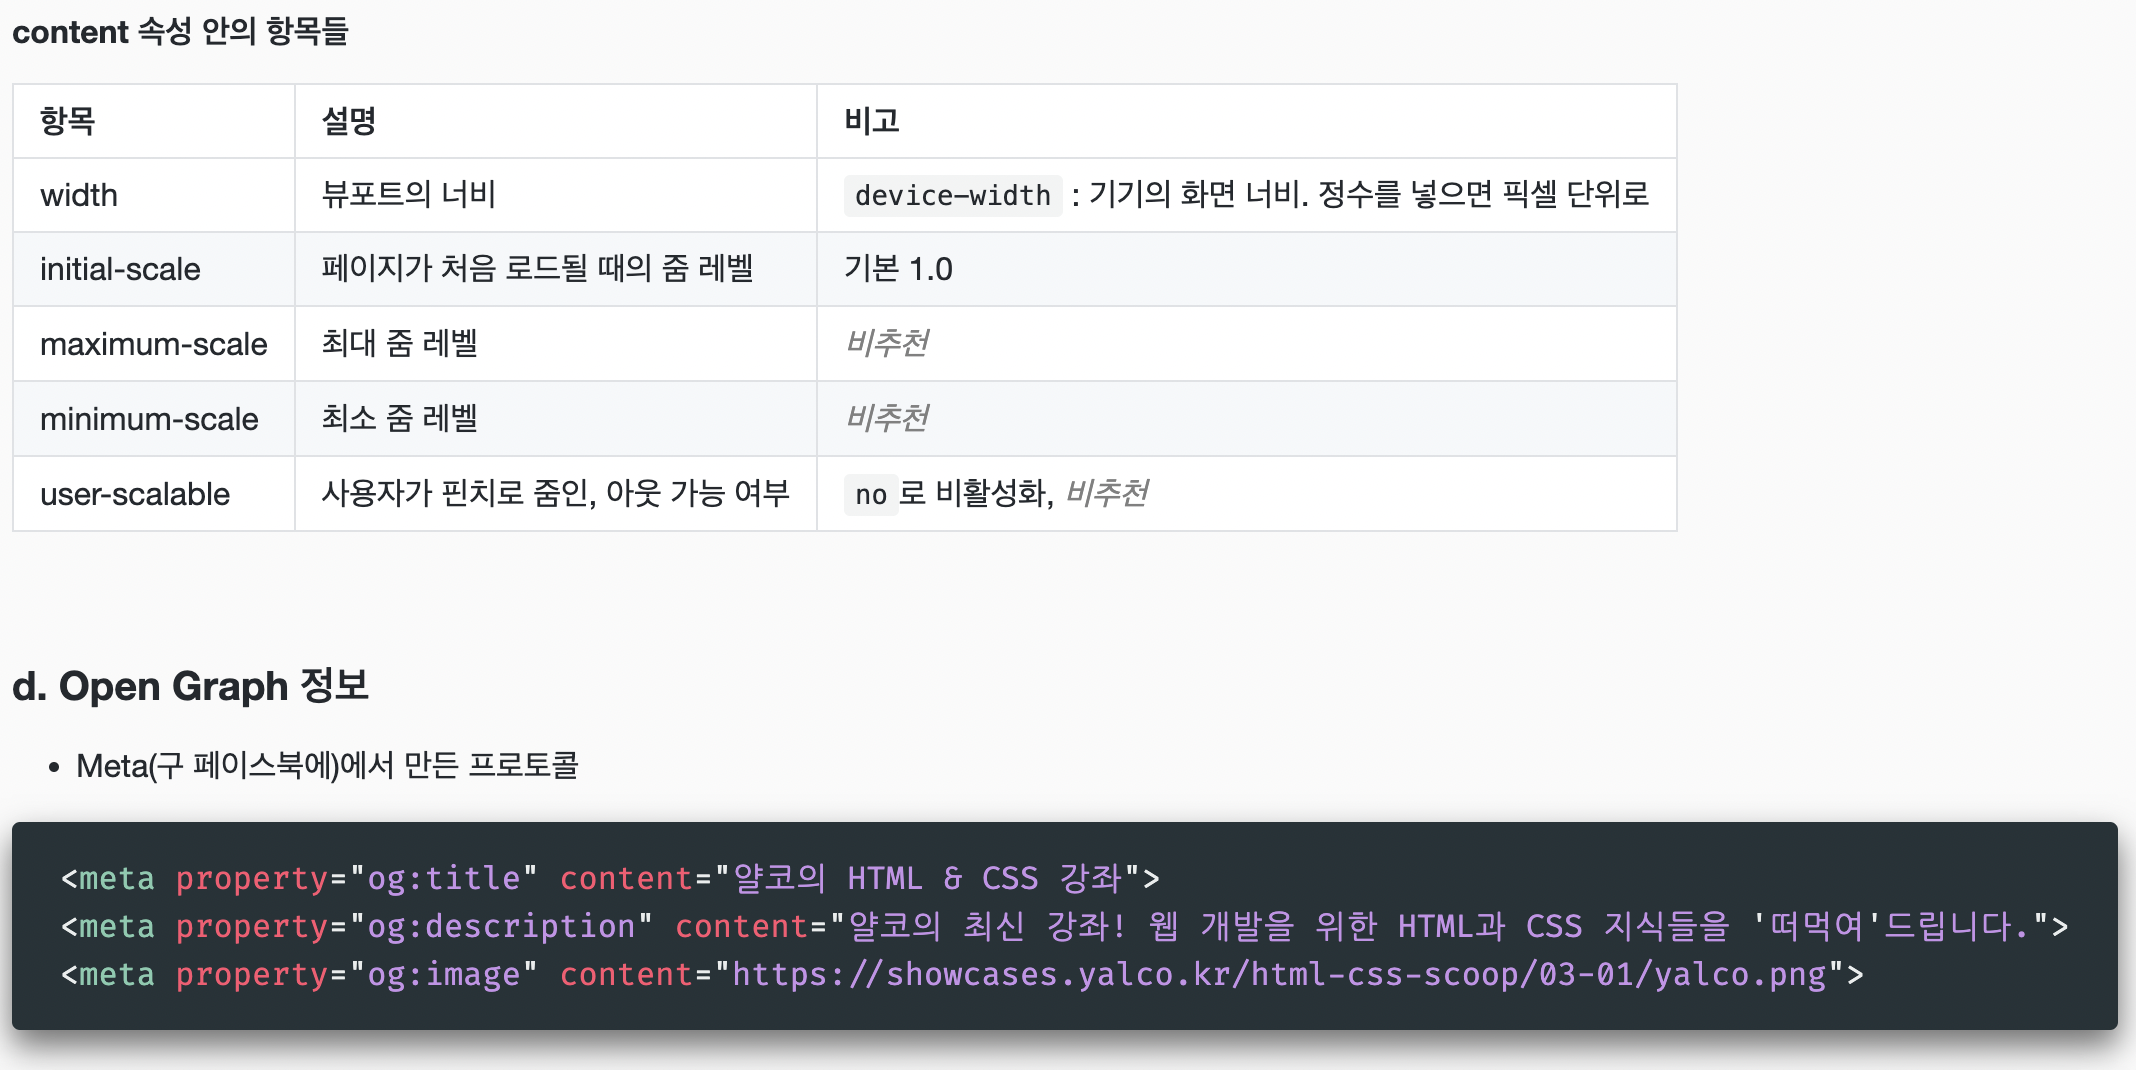 content 속성 안의 항목들
항목 설명 비고
width 뷰포트의 너비 device-width : 기기의 화면 너비. 정수를 넣으면 픽셀 단위로
initial-scale 페이지가 처음 로드될 때의 줌 레벨 기본 1.0
maximum-scale 최대 줌 레벨 비추천
minimum-scale 최소 줌 레벨 비추천
user-scalable 사용자가 핀치로 줌인, 아웃 가능 여부 no로 비활성화, 비추천
d. Open Graph 정보
• Meta(구 페이스북에)에서 만든 프로토콜
<meta property="og:title" content="얄코의 HTML & CSS 강좌">
<meta property="og:description" content="얄코의 최신 강좌! 웹 개발을 위한 HTML과 CSS 지식들을 '떠먹여'드립니다.">
<meta property="og:image" content="https://showcases.yalco.kr/html-css-scoop/03-01/yalco.png">